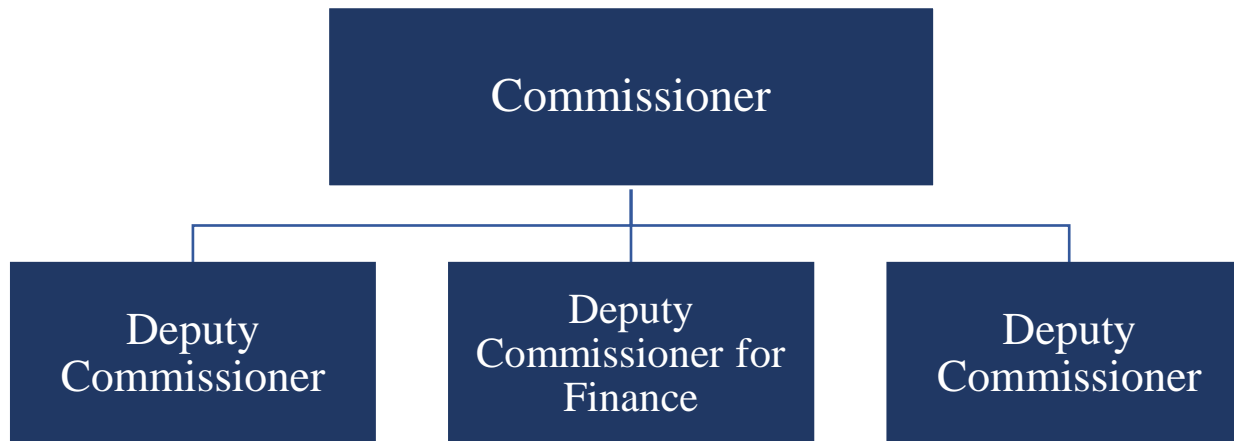 Commissioner
Deputy
Commissioner
Deputy
Commissioner for
Finance
Deputy
Commissioner